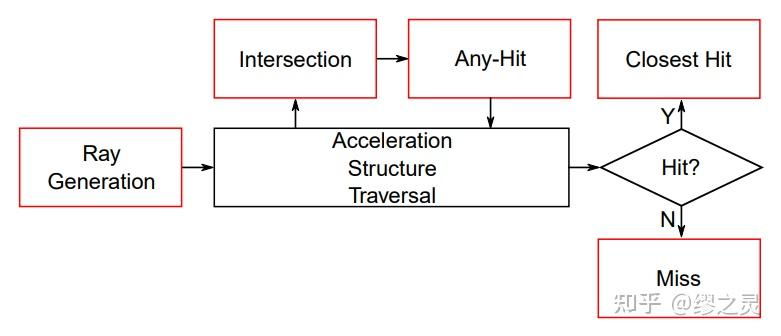 Intersection
Any-Hit
Closest Hit
Ray
Generation
Acceleration
Structure
Traversal
Y
Hit?
N
Miss
知乎 @缪之灵